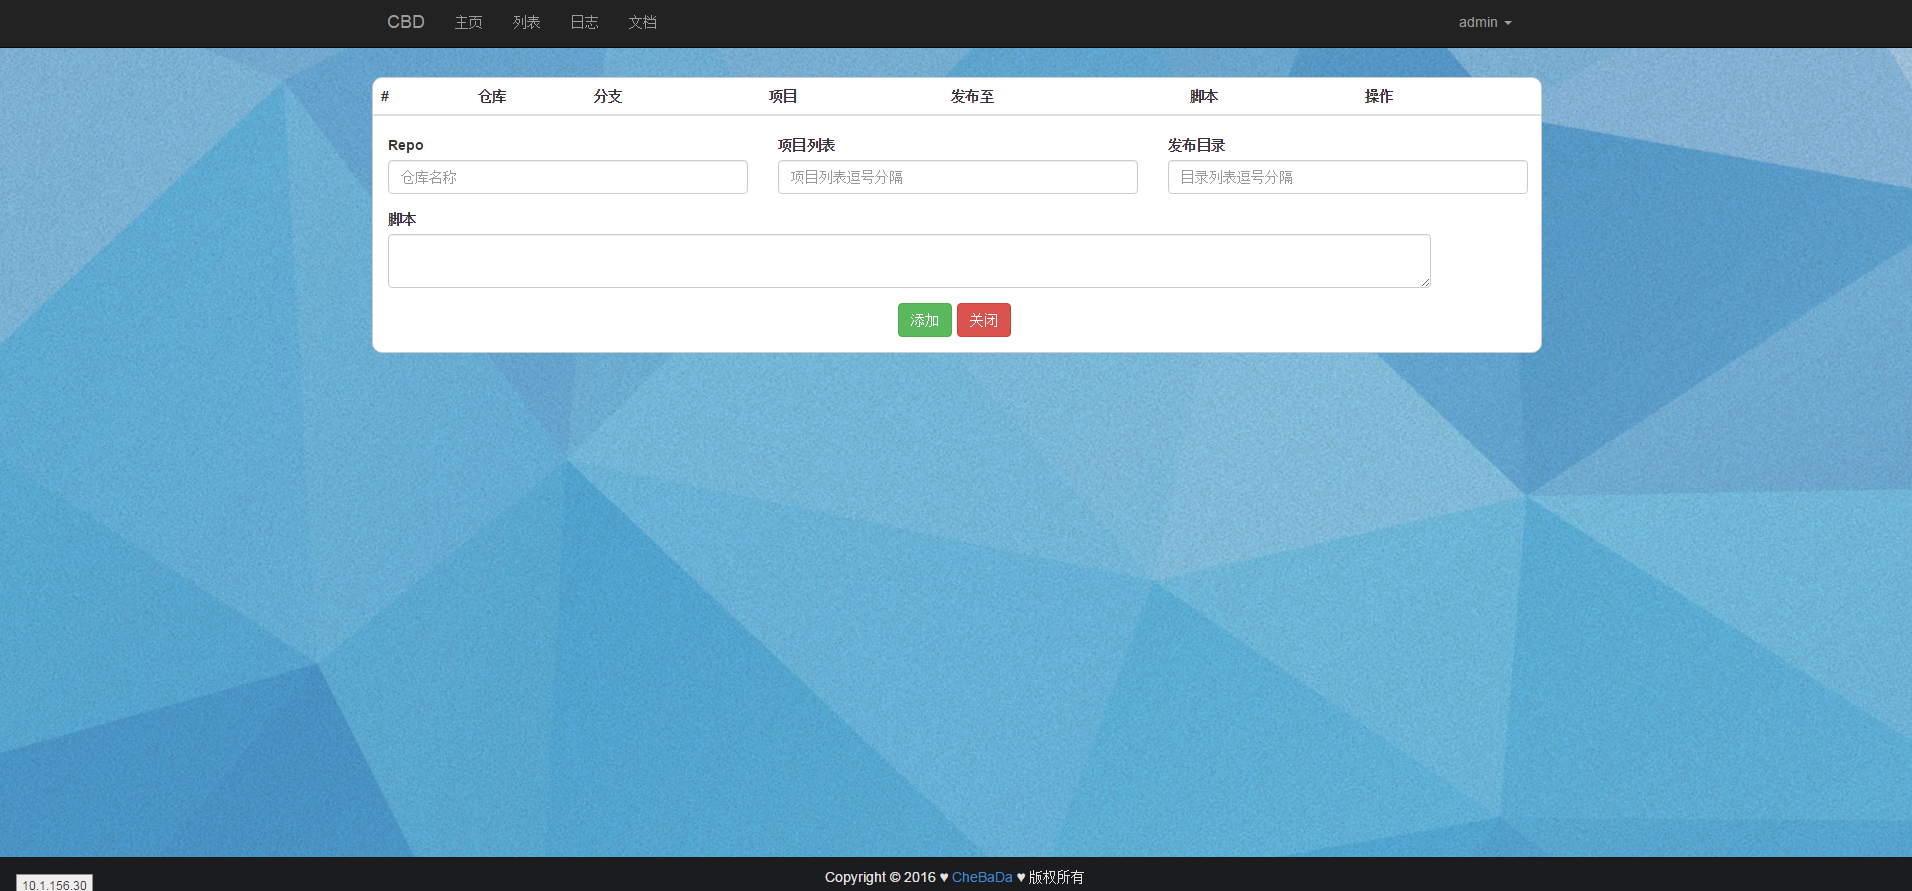 CBD 主页 列表 日志 文档 admin
# 仓库 分支 项目 发布至 脚本 操作
Repo 项目列表 发布目录
仓库名称 项目列表逗号分隔 目录列表逗号分隔
脚本
添加 关闭
Copyright © 2016 ♥ CheBaDa ♥ 版权所有
10.1.156.30